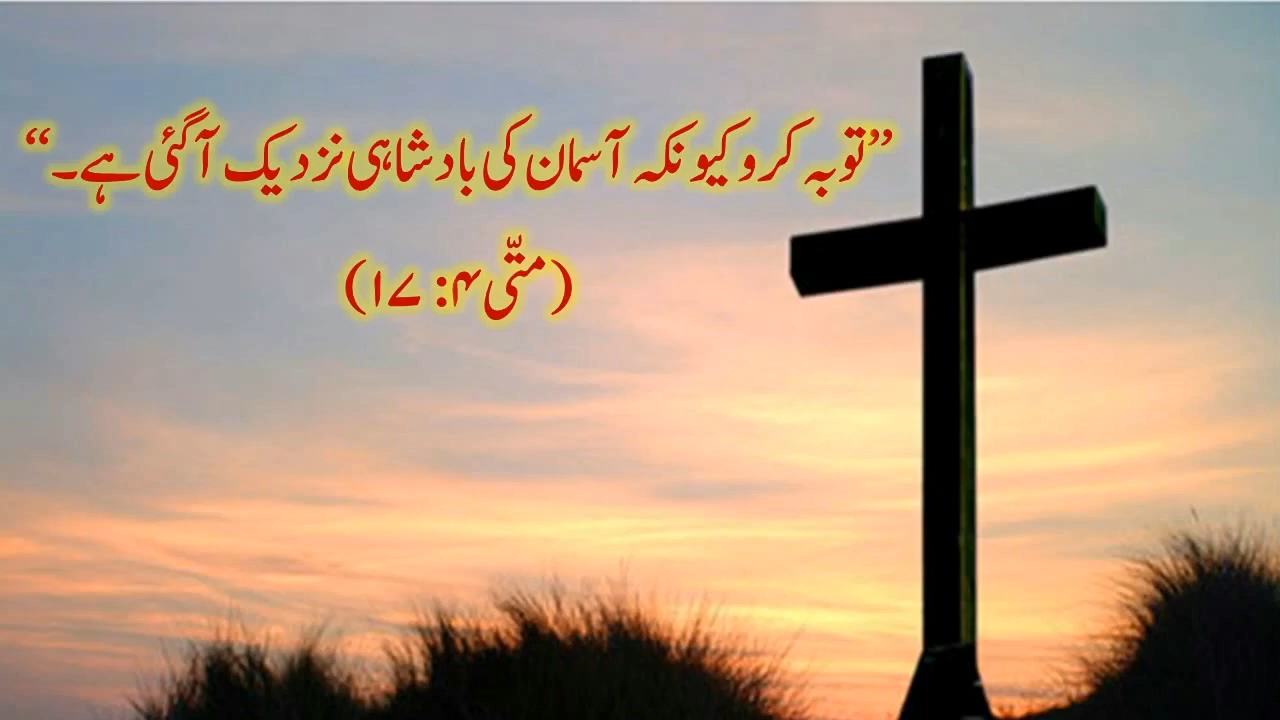 ”توبہ کرو کیونکہ آسمان کی بادشاہی نزدیک آگئی ہے۔“
(متّی ۴: ۱۷)